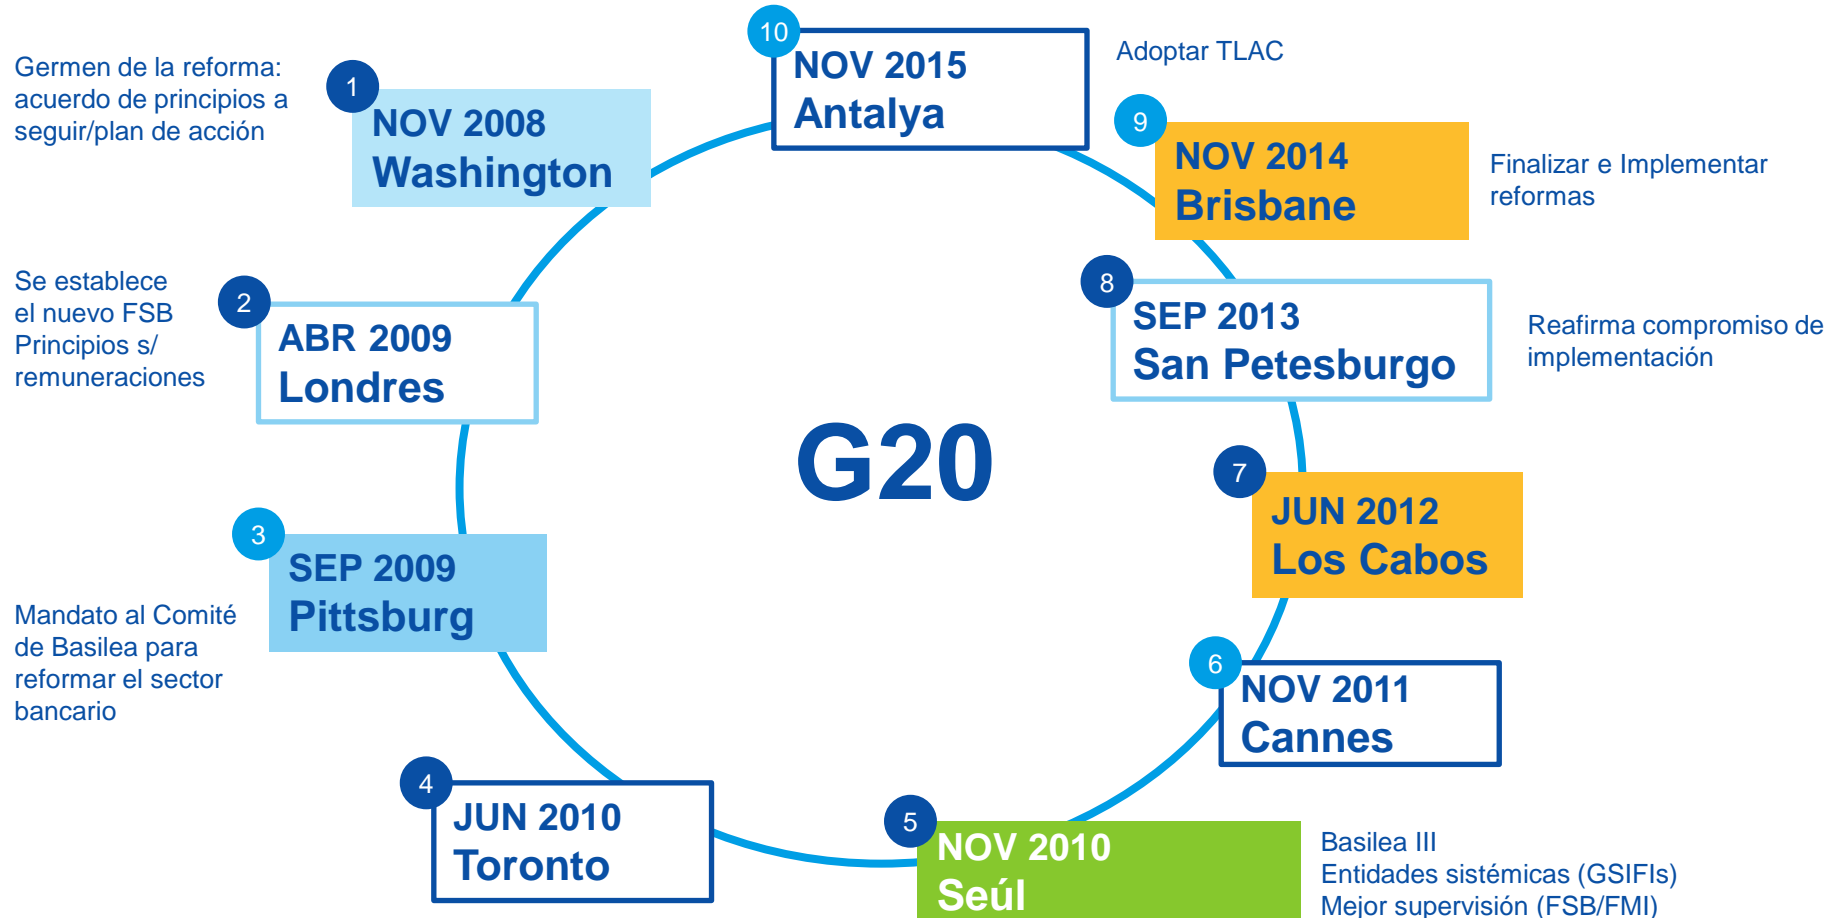 Germen de la reforma:
acuerdo de principios a
seguir/plan de acción
1
NOV 2008
Washington
Se establece
el nuevo FSB
Principios s/
remuneraciones
2
ABR 2009
Londres
3
SEP 2009
Pittsburg
Mandato al Comité
de Basilea para
reformar el sector
bancario
4
JUN 2010
Toronto
5
NOV 2010
Seúl
Basilea III
Entidades sistémicas (GSIFIs)
Mejor supervisión (FSB/FMI)
6
NOV 2011
Cannes
7
JUN 2012
Los Cabos
8
SEP 2013
San Petesburgo
Reafirma compromiso de
implementación
9
NOV 2014
Brisbane
Finalizar e Implementar
reformas
10
NOV 2015
Antalya
Adoptar TLAC
G20